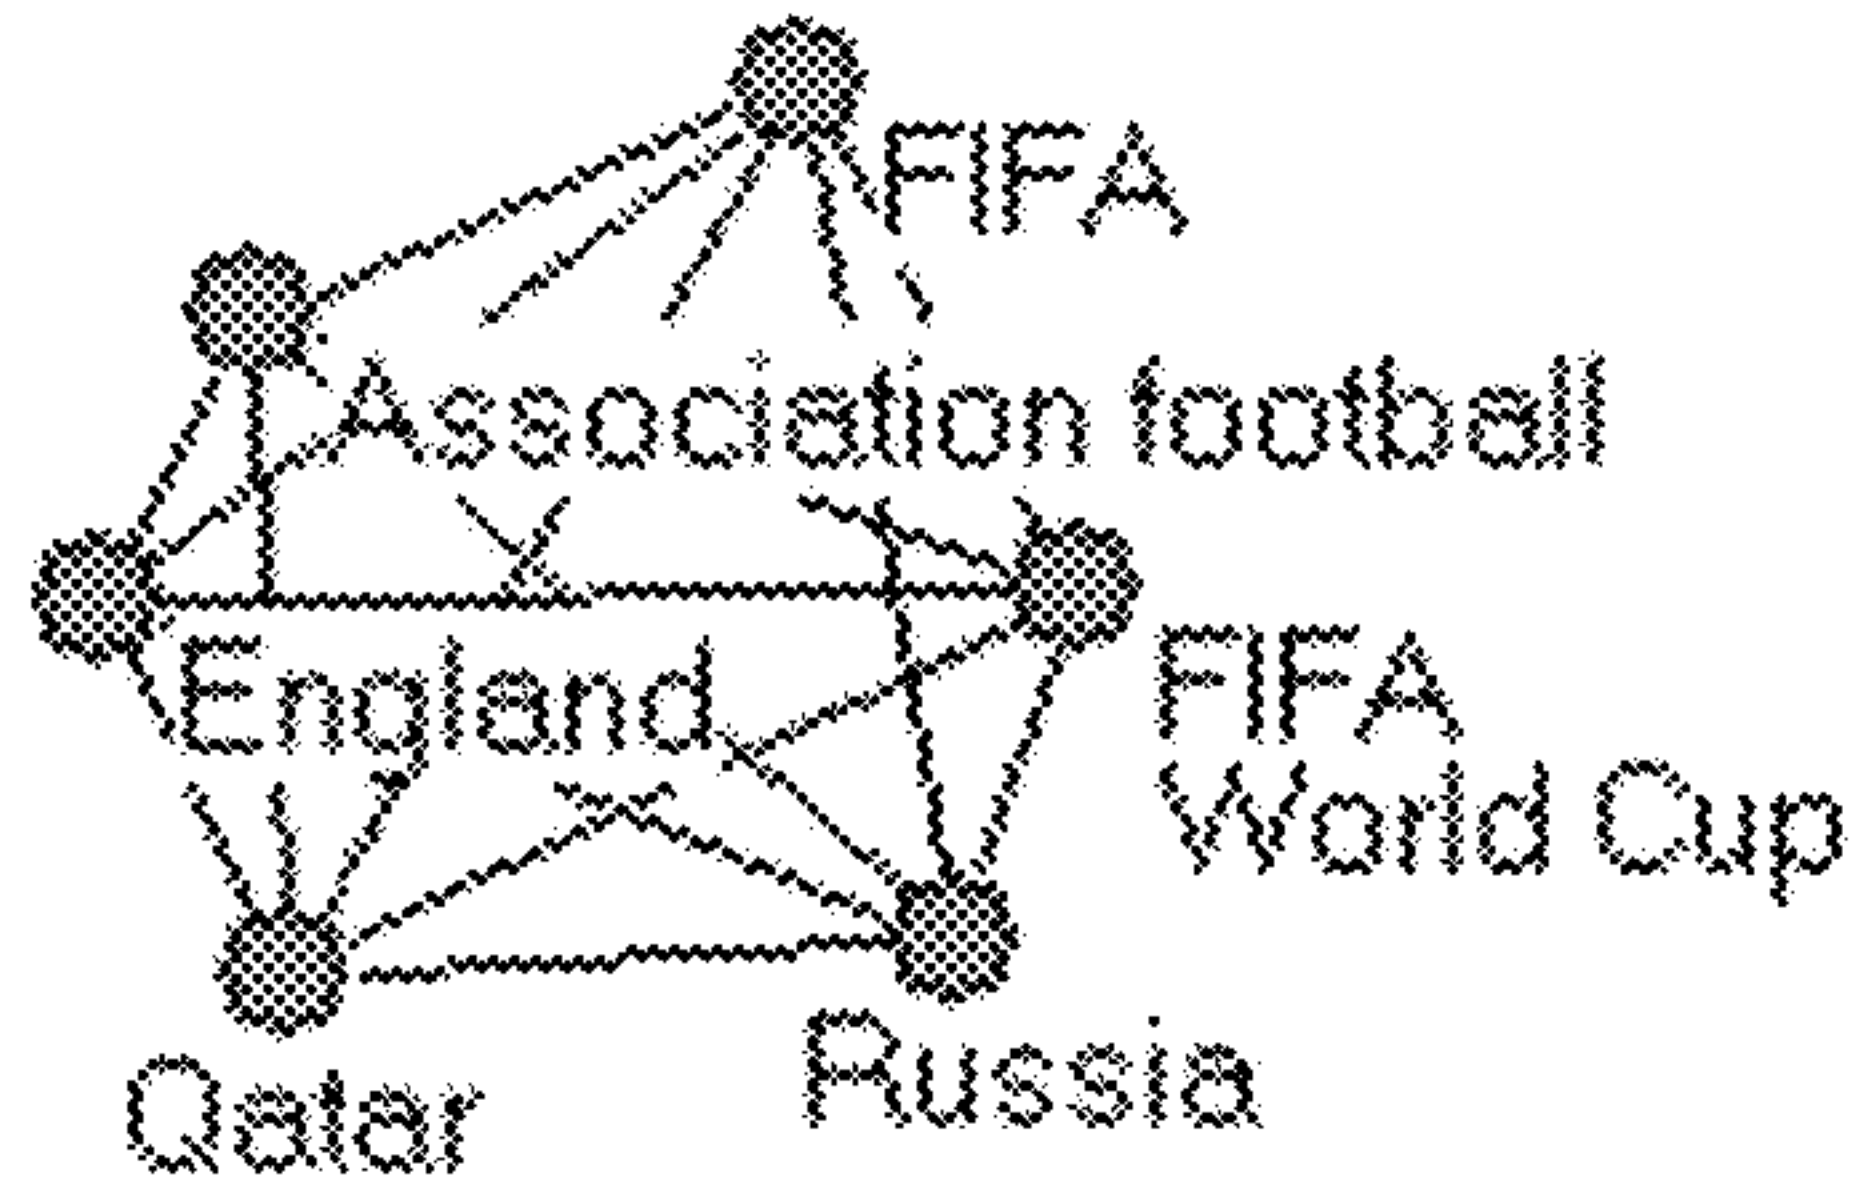 FIFA
Association football
England
FIFA
World Cup
Russia
Qatar